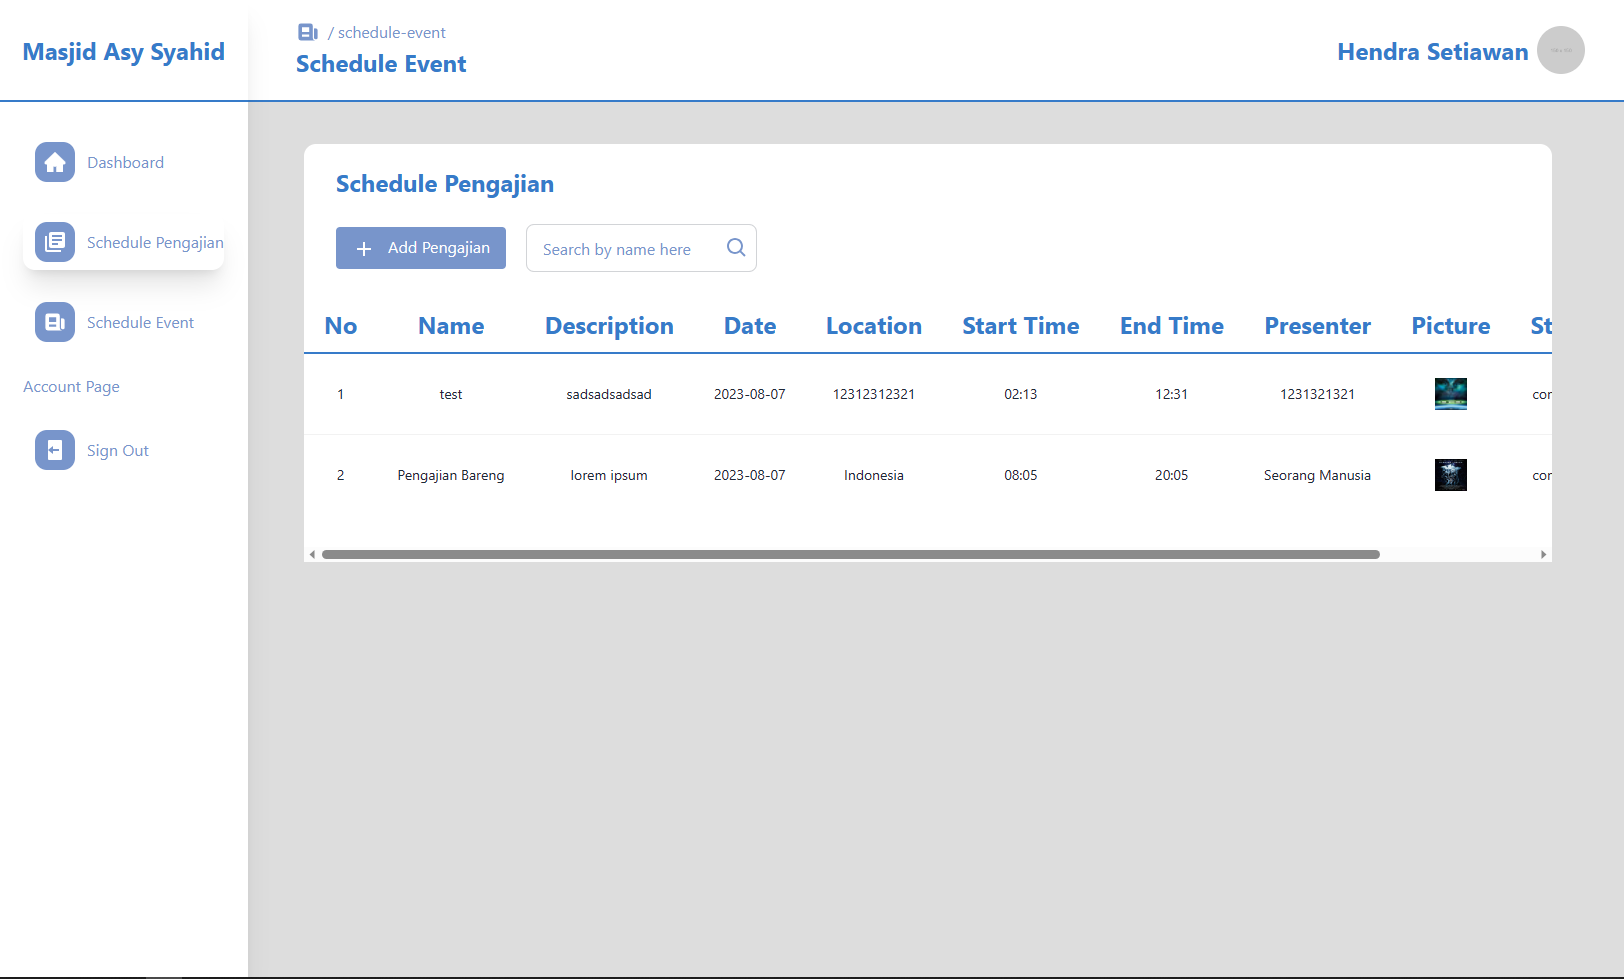 Masjid Asy Syahid
/ schedule-event
Schedule Event
Hendra Setiawan
Dashboard
Schedule Pengajian
Schedule Event
Account Page
Sign Out
Schedule Pengajian
Add Pengajian
Search by name here
No Name Description Date Location Start Time End Time Presenter Picture St
1 test sadsadsadsad 2023-08-07 12312312321 02:13 12:31 1231321321 cor
2 Pengajian Bareng lorem ipsum 2023-08-07 Indonesia 08:05 20:05 Seorang Manusia cor